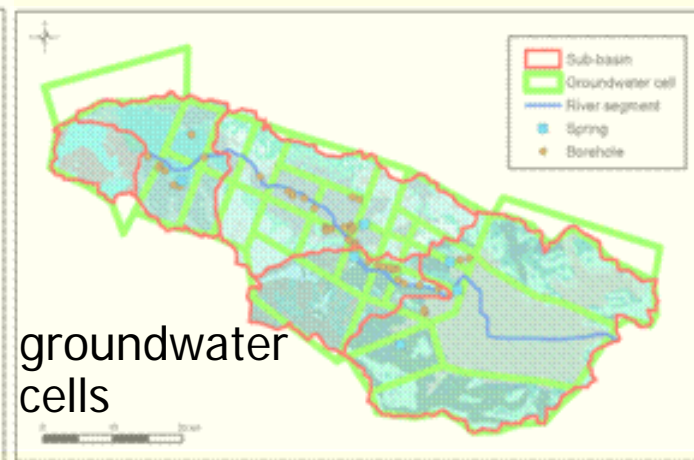 Sub-basin
Groundwater cell
River segment
Spring
Borehole
groundwater
cells